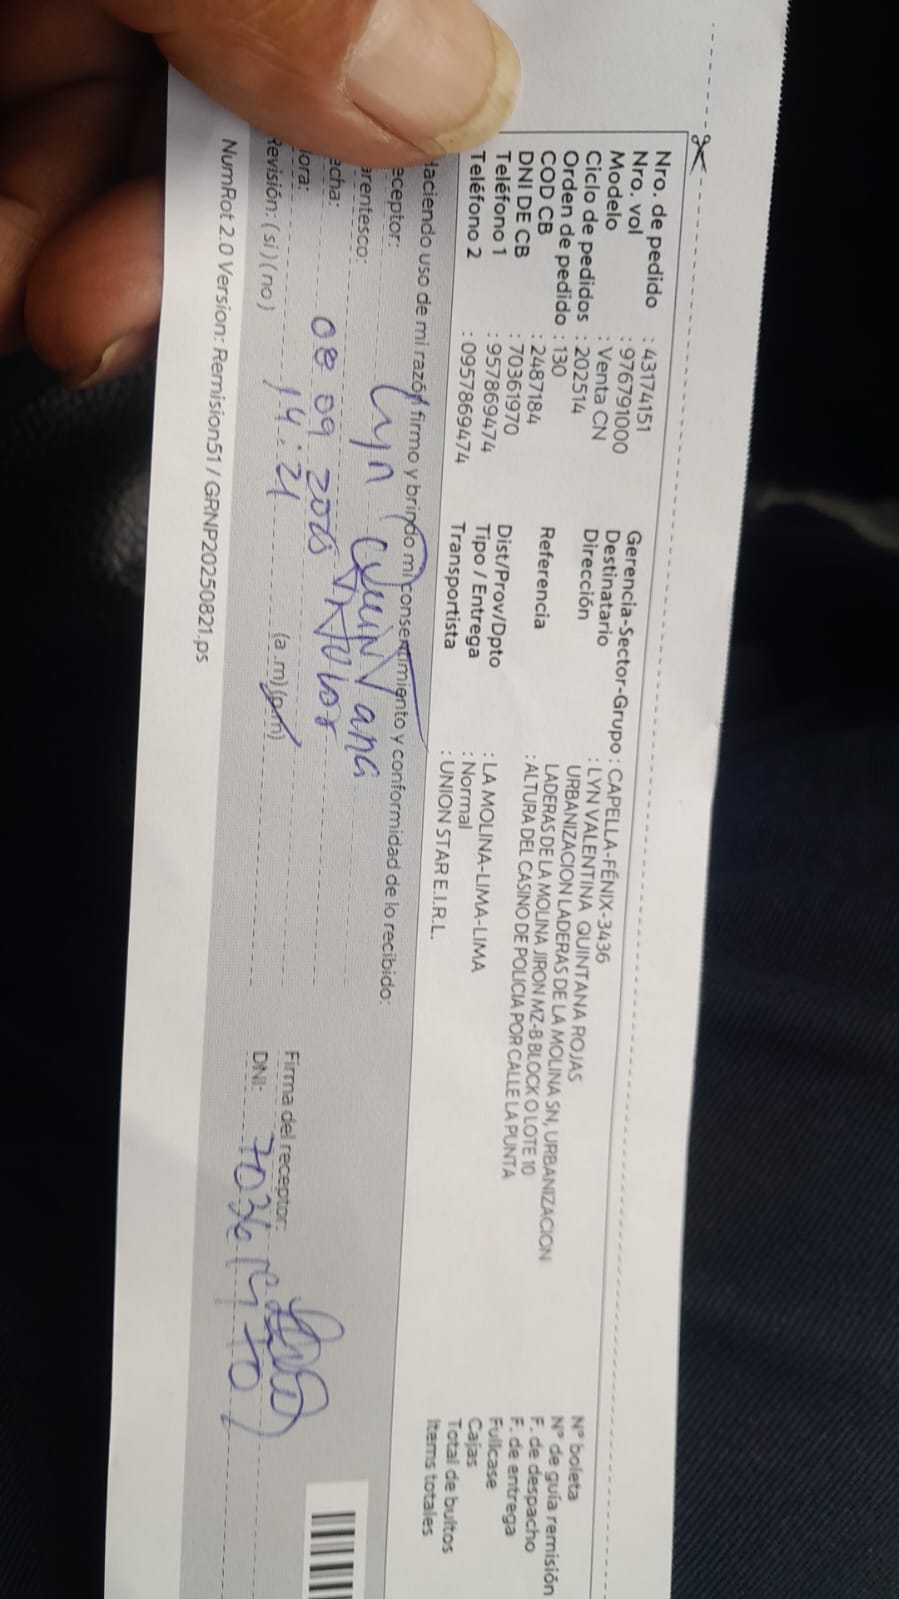 Nro. de pedido : 43174151
Nro. vol : 976791000
Modelo : Venta CN
Ciclo de pedidos : 202514
Orden de pedido : 130
COD CB : 2487184
DNI DE CB : 70361970
Teléfono 1 : 957869474
Teléfono 2 : 0957869474
Gerencia-Sector-Grupo : CAPELLA-FÉNIX-3436
Destinatario : LYN VALENTINA QUINTANA ROJAS
Dirección URBANIZACION LADERAS DE LA MOLINA SN, URBANIZACION
LADERAS DE LA MOLINA JIRON MZ-B BLOCK O LOTE 10
Referencia : ALTURA DEL CASINO DE POLICIA POR CALLE LA PUNTA
Dist/Prov/Dpto : LA MOLINA-LIMA-LIMA
Tipo / Entrega : Normal
Transportista : UNION STAR E.I.R.L.
N° boleta
N° de guía remisión
F. de despacho
F. de entrega
Fullcase
Cajas
Total de bultos
Items totales
Haciendo uso de mi razón firmo y brindo mi consentimiento y conformidad de lo recibido:
eceptor: Lyn Quintana
arentesco:
echa: 08 09 2025
ora: 14:21 (a.m)(p.m)
Revisión: (si)(no)
Firma del receptor:
DNI: 70361970
NumRot 2.0 Version: Remision51 / GRNP20250821.ps